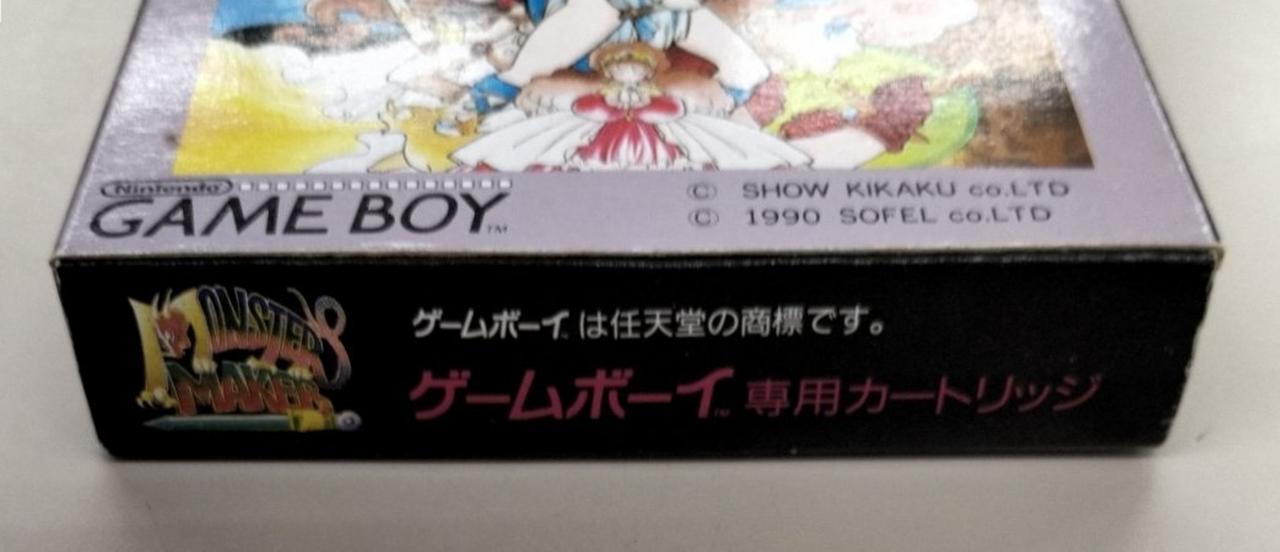 Nintendo
GAME BOY™
© SHOW KIKAKU co.LTD
© 1990 SOFEL co.LTD
MONSTER
MAKER
ゲームボーイ™は任天堂の商標です。
ゲームボーイ™専用カートリッジ